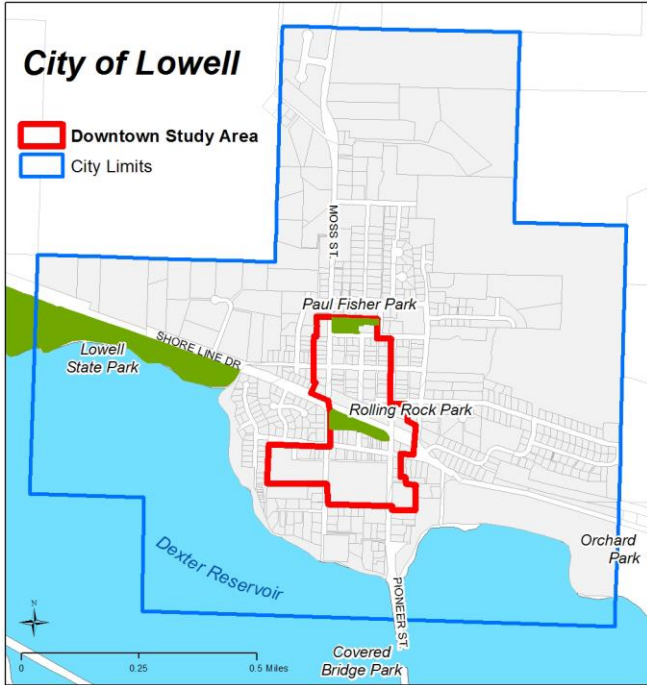 City of Lowell
Downtown Study Area
City Limits
MOSS ST.
Paul Fisher Park
SHORE LINE DR
Lowell
State Park
Rolling Rock Park
Orchard
Park
Dexter Reservoir
PIONEER ST.
N
Covered
Bridge Park
0 0.25 0.5 Miles